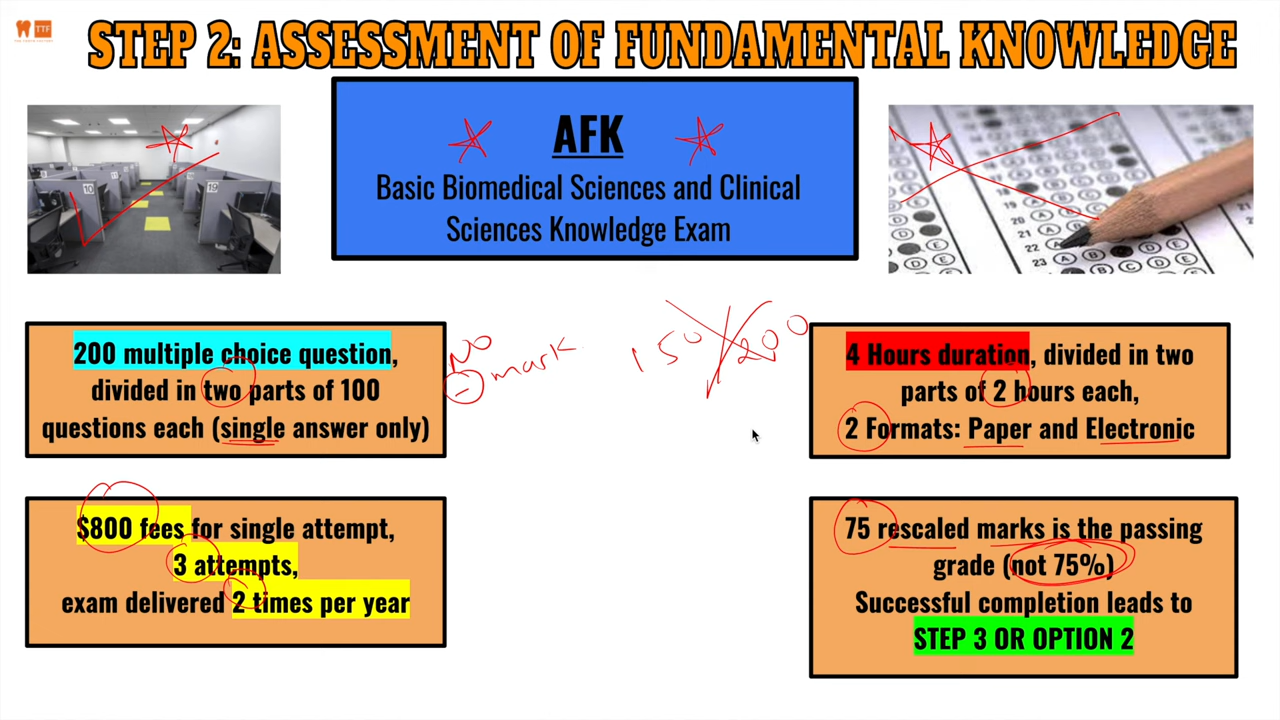 TTF
STEP 2: ASSESSMENT OF FUNDAMENTAL KNOWLEDGE
AFK
Basic Biomedical Sciences and Clinical
Sciences Knowledge Exam
200 multiple choice question,
divided in two parts of 100
questions each (single answer only)
NO
- mark
150/200
4 Hours duration, divided in two
parts of 2 hours each,
2 Formats: Paper and Electronic
$800 fees for single attempt,
3 attempts,
exam delivered 2 times per year
75 rescaled marks is the passing
grade (not 75%)
Successful completion leads to
STEP 3 OR OPTION 2